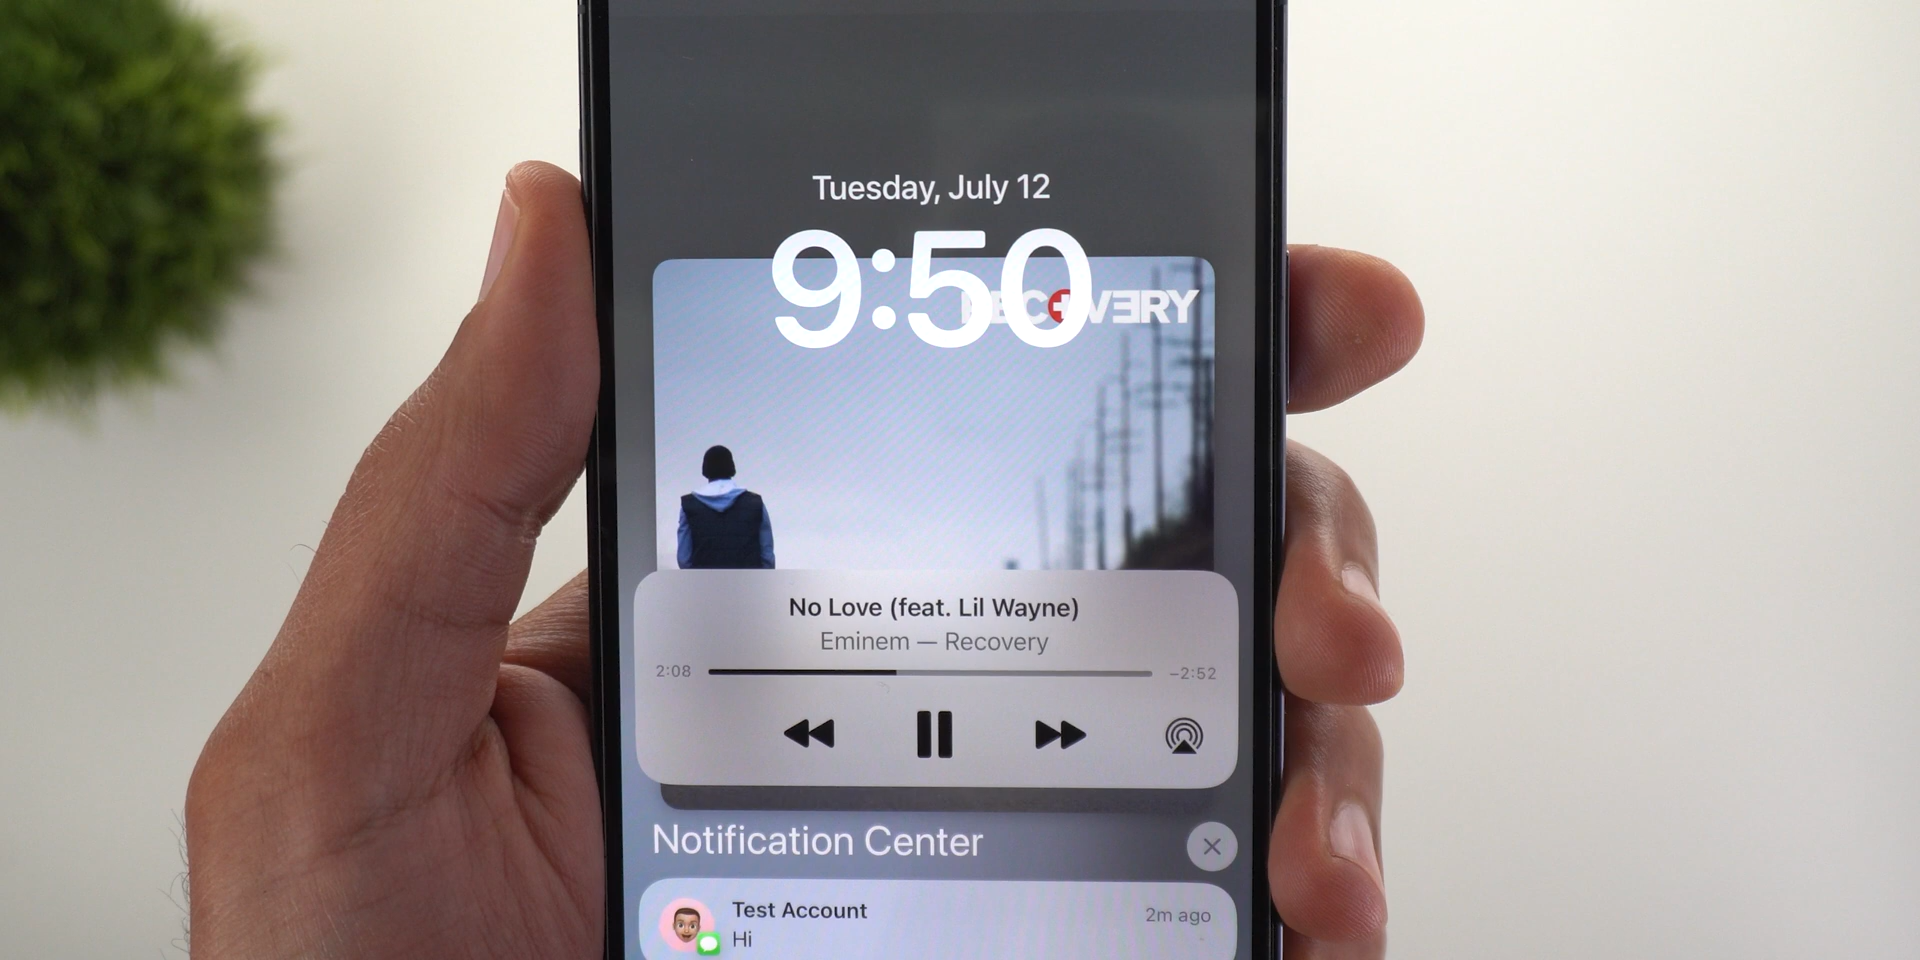 Tuesday, July 12
9:50
RECOVERY
No Love (feat. Lil Wayne)
Eminem — Recovery
2:08
−2:52
Notification Center
Test Account
2m ago
Hi